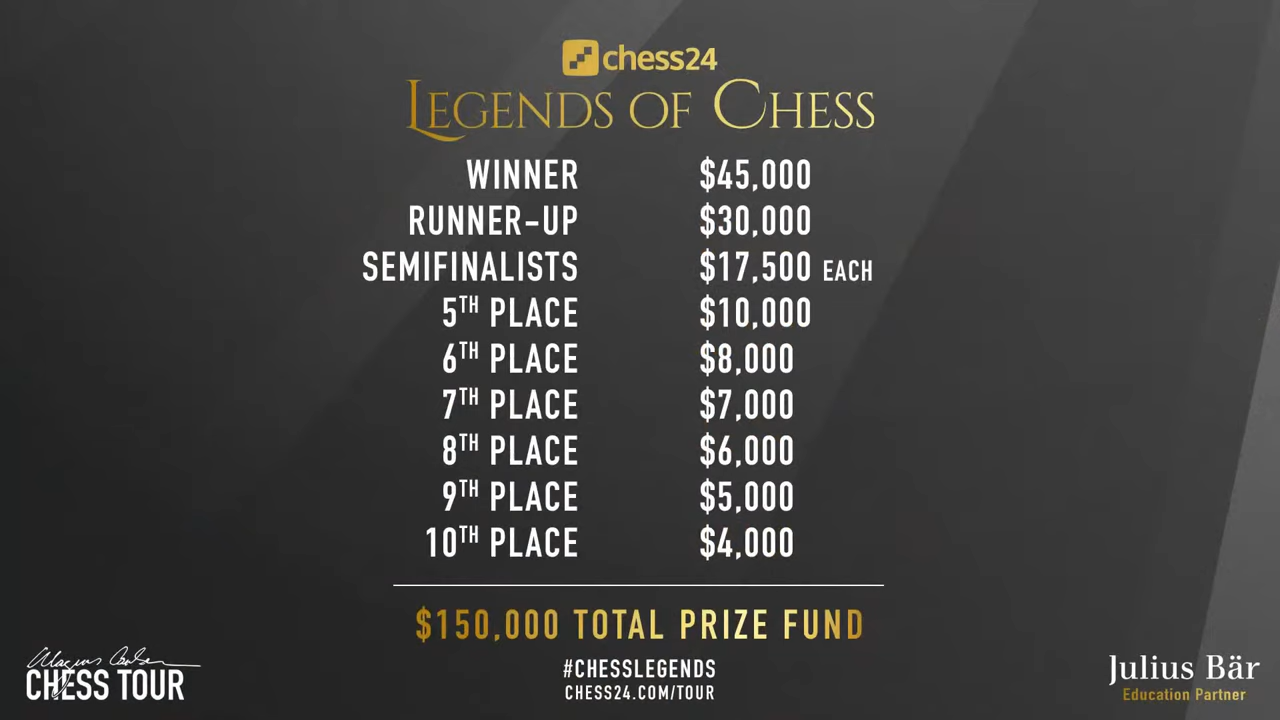 chess24
LEGENDS OF CHESS
WINNER $45,000
RUNNER-UP $30,000
SEMIFINALISTS $17,500 EACH
5TH PLACE $10,000
6TH PLACE $8,000
7TH PLACE $7,000
8TH PLACE $6,000
9TH PLACE $5,000
10TH PLACE $4,000
$150,000 TOTAL PRIZE FUND
Magnus Carlsen
CHESS TOUR
#CHESSLEGENDS
CHESS24.COM/TOUR
Julius Bär
Education Partner